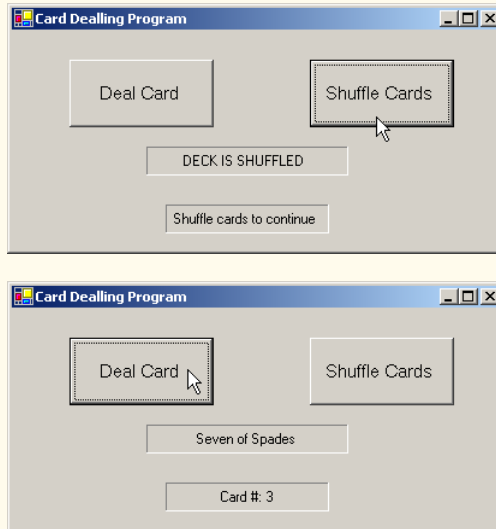 Card Dealling Program
Deal Card Shuffle Cards
DECK IS SHUFFLED
Shuffle cards to continue
Card Dealling Program
Deal Card Shuffle Cards
Seven of Spades
Card #: 3